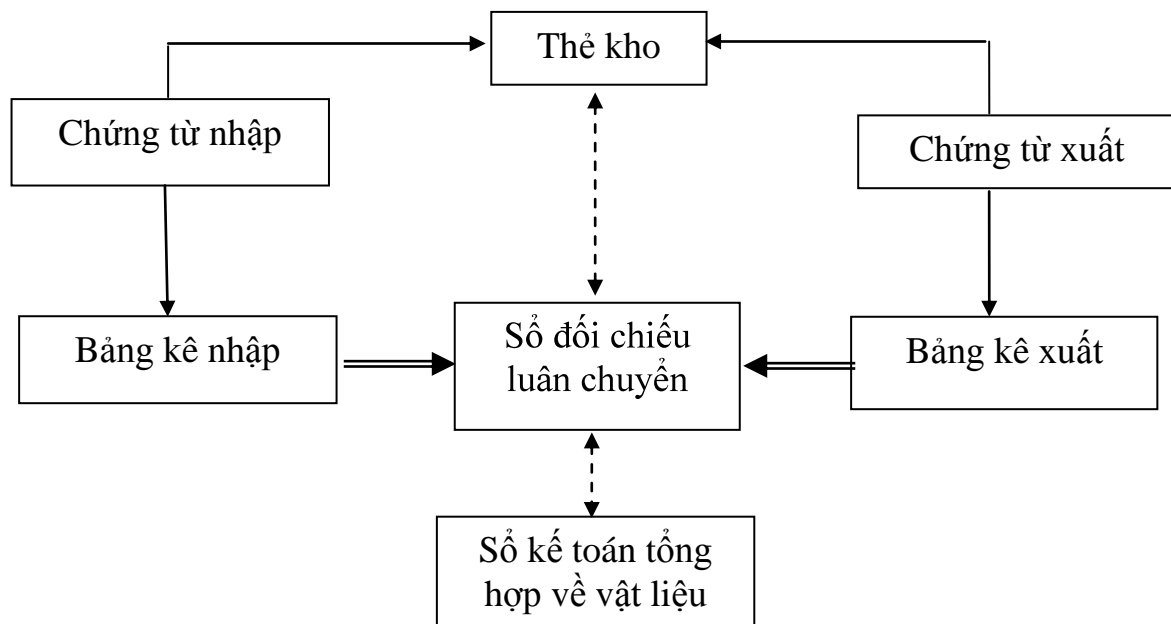 Thẻ kho
Chứng từ nhập
Chứng từ xuất
Bảng kê nhập
Sổ đối chiếu
luân chuyển
Bảng kê xuất
Sổ kế toán tổng
hợp về vật liệu